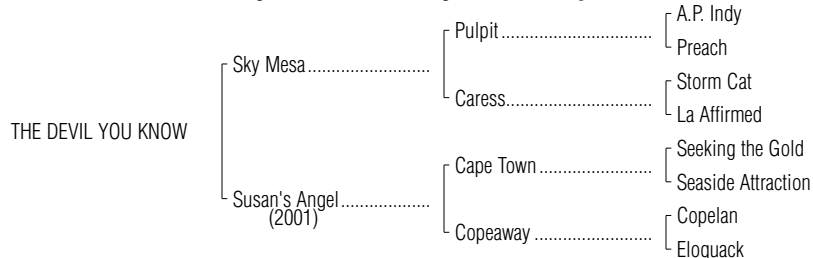 A.P. Indy
Pulpit
Preach
Sky Mesa
Storm Cat
Caress
La Affirmed
THE DEVIL YOU KNOW
Seeking the Gold
Cape Town
Seaside Attraction
Susan's Angel
(2001)
Copelan
Copeaway
Eloquack